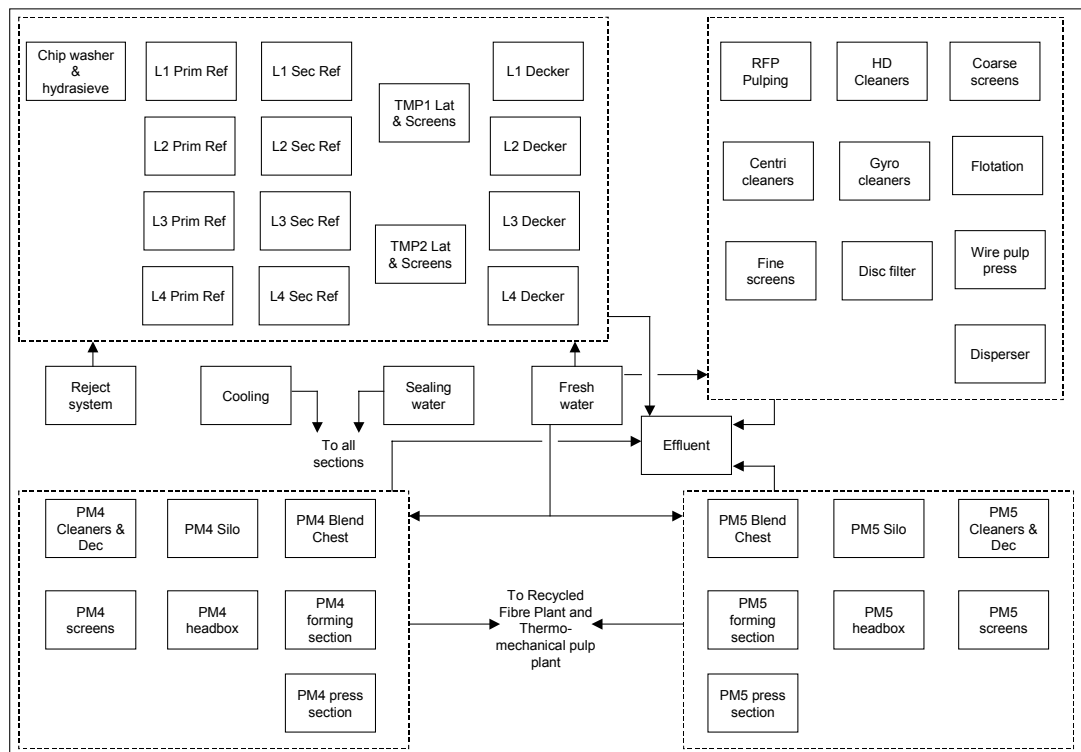 Chip washer
&
hydrasieve
L1 Prim Ref
L1 Sec Ref
L1 Decker
TMP1 Lat
& Screens
L2 Prim Ref
L2 Sec Ref
L2 Decker
L3 Prim Ref
L3 Sec Ref
L3 Decker
TMP2 Lat
& Screens
L4 Prim Ref
L4 Sec Ref
L4 Decker
RFP
Pulping
HD
Cleaners
Coarse
screens
Centri
cleaners
Gyro
cleaners
Flotation
Fine
screens
Disc filter
Wire pulp
press
Disperser
Reject
system
Cooling
Sealing
water
Fresh
water
To all
sections
Effluent
PM4
Cleaners &
Dec
PM4 Silo
PM4 Blend
Chest
PM4
screens
PM4
headbox
PM4
forming
section
PM4 press
section
To Recycled
Fibre Plant and
Thermo-
mechanical pulp
plant
PM5 Blend
Chest
PM5 Silo
PM5
Cleaners &
Dec
PM5
forming
section
PM5
headbox
PM5
screens
PM5 press
section